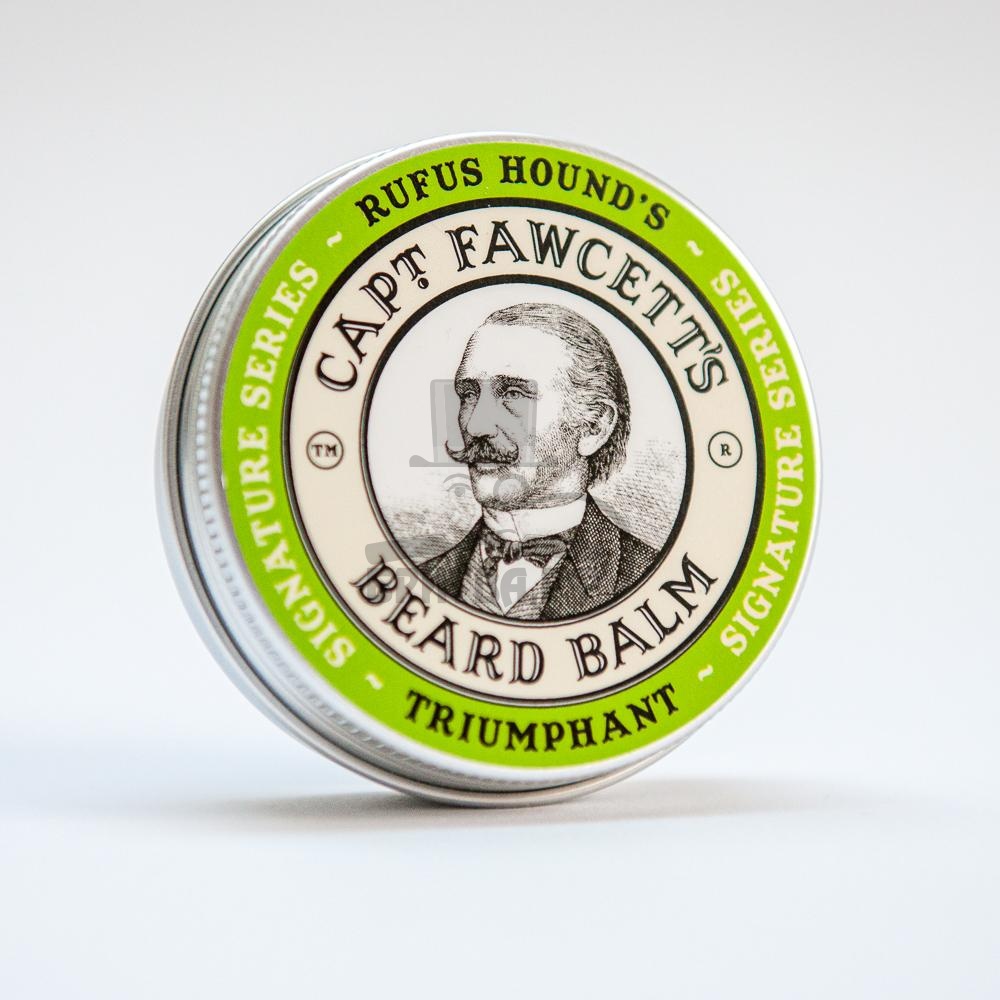 ~ RUFUS HOUND'S ~
SIGNATURE SERIES
SIGNATURE SERIES
CAPT. FAWCETT'S
TM
R
BEARD BALM
~ TRIUMPHANT ~